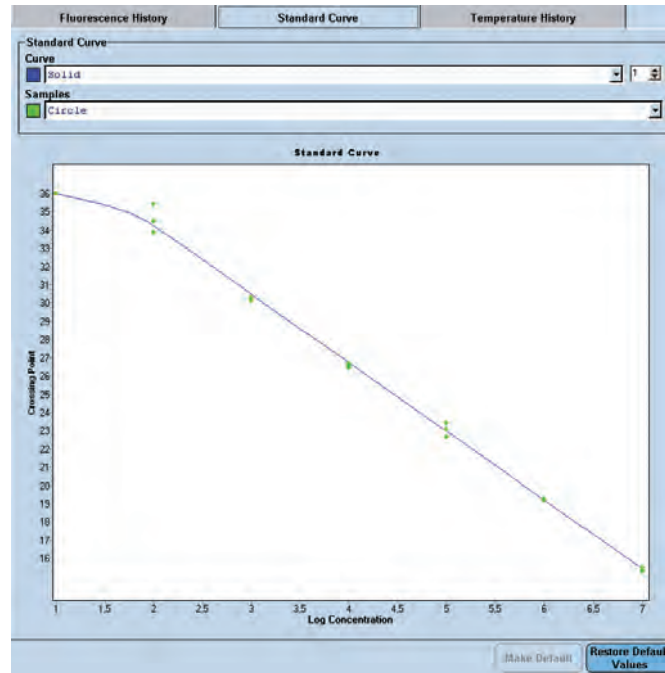 Fluorescence History Standard Curve Temperature History
Standard Curve
Curve
Solid 1
Samples
Circle
Standard Curve
36
35
34
33
32
31
30
29
28
27
26
25
24
23
22
21
20
19
18
17
16
Crossing Point
1 1.5 2 2.5 3 3.5 4 4.5 5 5.5 6 6.5 7
Log Concentration
Make Default Restore Defaul
Values